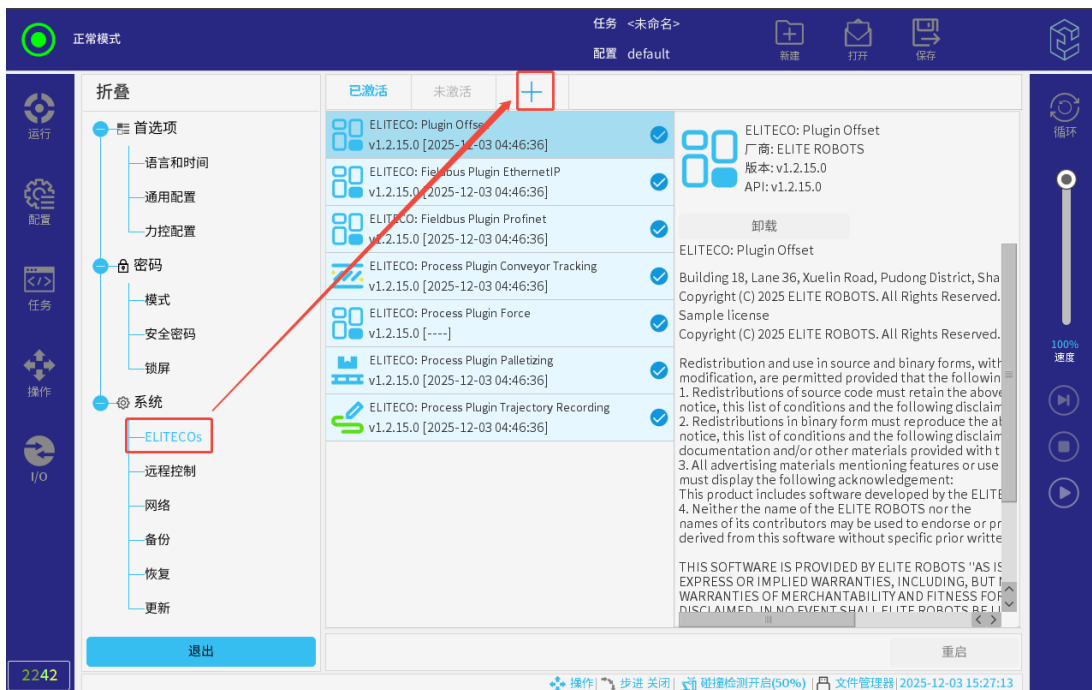 正常模式
任务 <未命名>
配置 default
新建
打开
保存
运行
配置
任务
操作
I/O
2242
折叠
首选项
语言和时间
通用配置
力控配置
密码
模式
安全密码
锁屏
系统
ELITECOs
远程控制
网络
备份
恢复
更新
退出
已激活
未激活
ELITECO: Plugin Offset
v1.2.15.0 [2025-12-03 04:46:36]
ELITECO: Fieldbus Plugin EthernetIP
v1.2.15.0 [2025-12-03 04:46:36]
ELITECO: Fieldbus Plugin Profinet
v1.2.15.0 [2025-12-03 04:46:36]
ELITECO: Process Plugin Conveyor Tracking
v1.2.15.0 [2025-12-03 04:46:36]
ELITECO: Process Plugin Force
v1.2.15.0 [----]
ELITECO: Process Plugin Palletizing
v1.2.15.0 [2025-12-03 04:46:36]
ELITECO: Process Plugin Trajectory Recording
v1.2.15.0 [2025-12-03 04:46:36]
ELITECO: Plugin Offset
厂商: ELITE ROBOTS
版本: v1.2.15.0
API: v1.2.15.0
卸载
ELITECO: Plugin Offset
Building 18, Lane 36, Xuelin Road, Pudong District, Sha
Copyright (C) 2025 ELITE ROBOTS. All Rights Reserved.
Sample license
Copyright (C) 2025 ELITE ROBOTS. All Rights Reserved.
Redistribution and use in source and binary forms, with
modification, are permitted provided that the followin
1. Redistributions of source code must retain the above
notice, this list of conditions and the following disclaim
2. Redistributions in binary form must reproduce the ab
notice, this list of conditions and the following disclaim
documentation and/or other materials provided with t
3. All advertising materials mentioning features or use
must display the following acknowledgement:
This product includes software developed by the ELITE
4. Neither the name of the ELITE ROBOTS nor the
names of its contributors may be used to endorse or pr
derived from this software without specific prior writte
THIS SOFTWARE IS PROVIDED BY ELITE ROBOTS ''AS IS
EXPRESS OR IMPLIED WARRANTIES, INCLUDING, BUT N
WARRANTIES OF MERCHANTABILITY AND FITNESS FOR
DISCLAIMED. IN NO EVENT SHALL ELITE ROBOTS BE LI
重启
循环
100%
速度
操作| 步进 关闭| 碰撞检测开启(50%) | 文件管理器| 2025-12-03 15:27:13